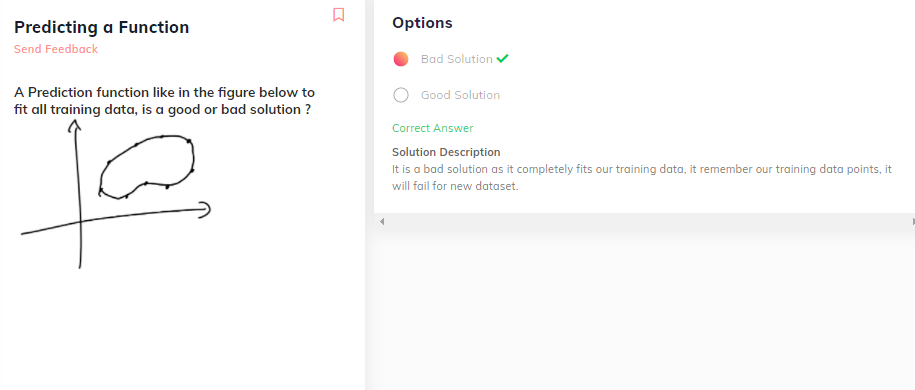 Predicting a Function
Send Feedback
A Prediction function like in the figure below to
fit all training data, is a good or bad solution ?
Options
Bad Solution
Good Solution
Correct Answer
Solution Description
It is a bad solution as it completely fits our training data, it remember our training data points, it
will fail for new dataset.